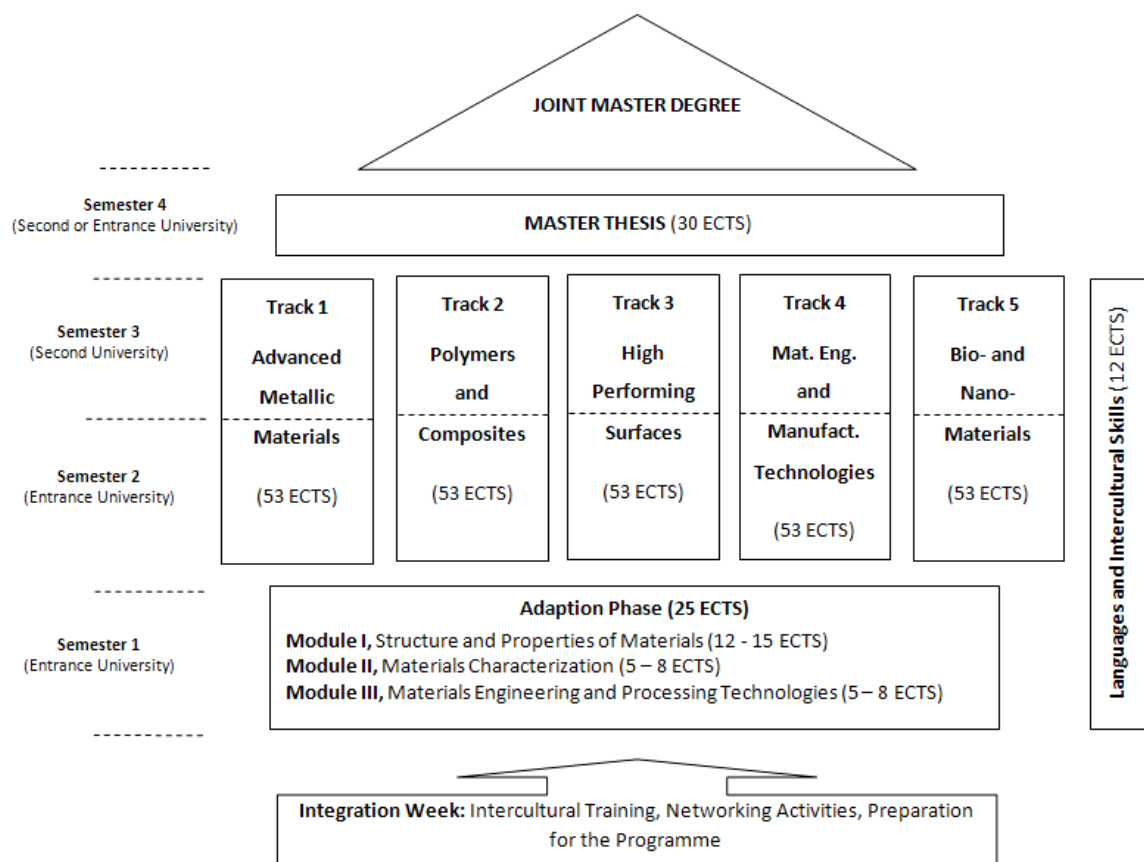 JOINT MASTER DEGREE
Semester 4
(Second or Entrance University)
MASTER THESIS (30 ECTS)
Semester 3
(Second University)
Semester 2
(Entrance University)
Track 1
Advanced
Metallic
Materials
(53 ECTS)
Track 2
Polymers
and
Composites
(53 ECTS)
Track 3
High
Performing
Surfaces
(53 ECTS)
Track 4
Mat. Eng.
and
Manufact.
Technologies
(53 ECTS)
Track 5
Bio- and
Nano-
Materials
(53 ECTS)
Languages and Intercultural Skills (12 ECTS)
Semester 1
(Entrance University)
Adaption Phase (25 ECTS)
Module I, Structure and Properties of Materials (12 - 15 ECTS)
Module II, Materials Characterization (5 – 8 ECTS)
Module III, Materials Engineering and Processing Technologies (5 – 8 ECTS)
Integration Week: Intercultural Training, Networking Activities, Preparation
for the Programme